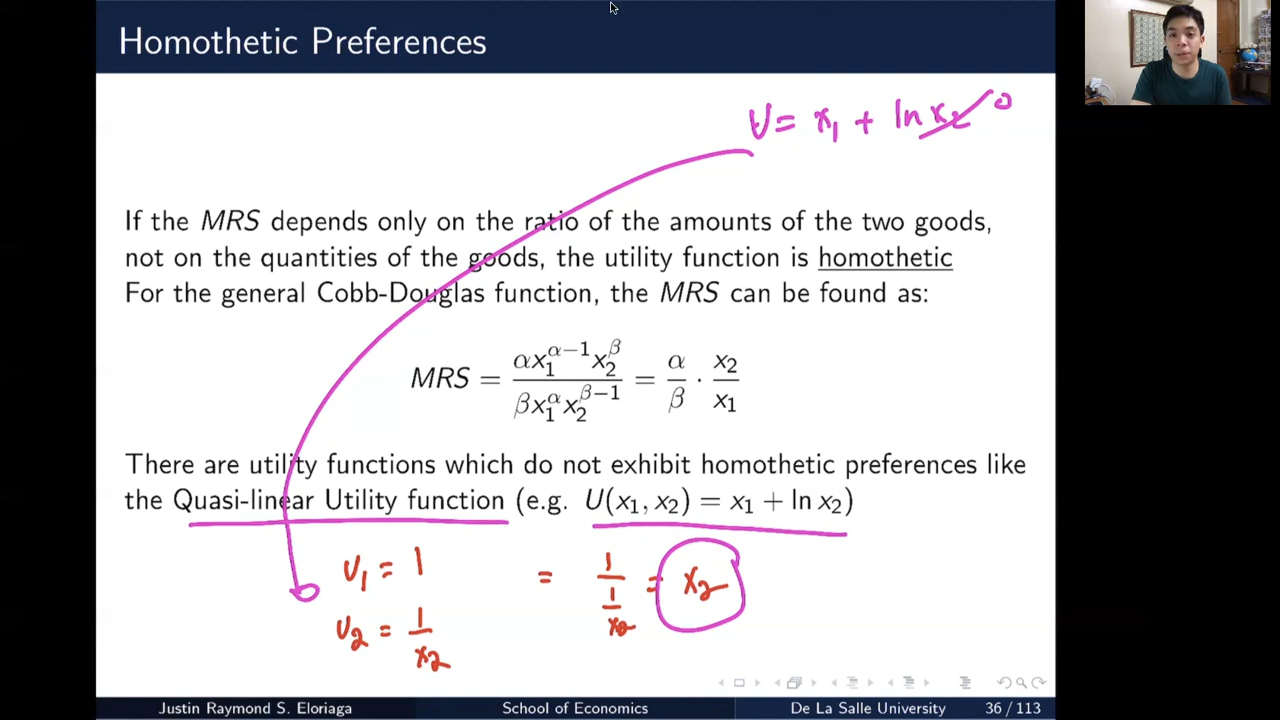 Homothetic Preferences
U = x₁ + ln x₂ 0
If the MRS depends only on the ratio of the amounts of the two goods,
not on the quantities of the goods, the utility function is homothetic
For the general Cobb-Douglas function, the MRS can be found as:
MRS = αx₁^{α−1}x₂^β / βx₁^αx₂^{β−1} = α/β · x₂/x₁
There are utility functions which do not exhibit homothetic preferences like
the Quasi-linear Utility function (e.g. U(x₁, x₂) = x₁ + ln x₂)
U₁ = 1
= 1/(1/x₂) = x₂
U₂ = 1/x₂
Justin Raymond S. Eloriaga School of Economics De La Salle University 36 / 113